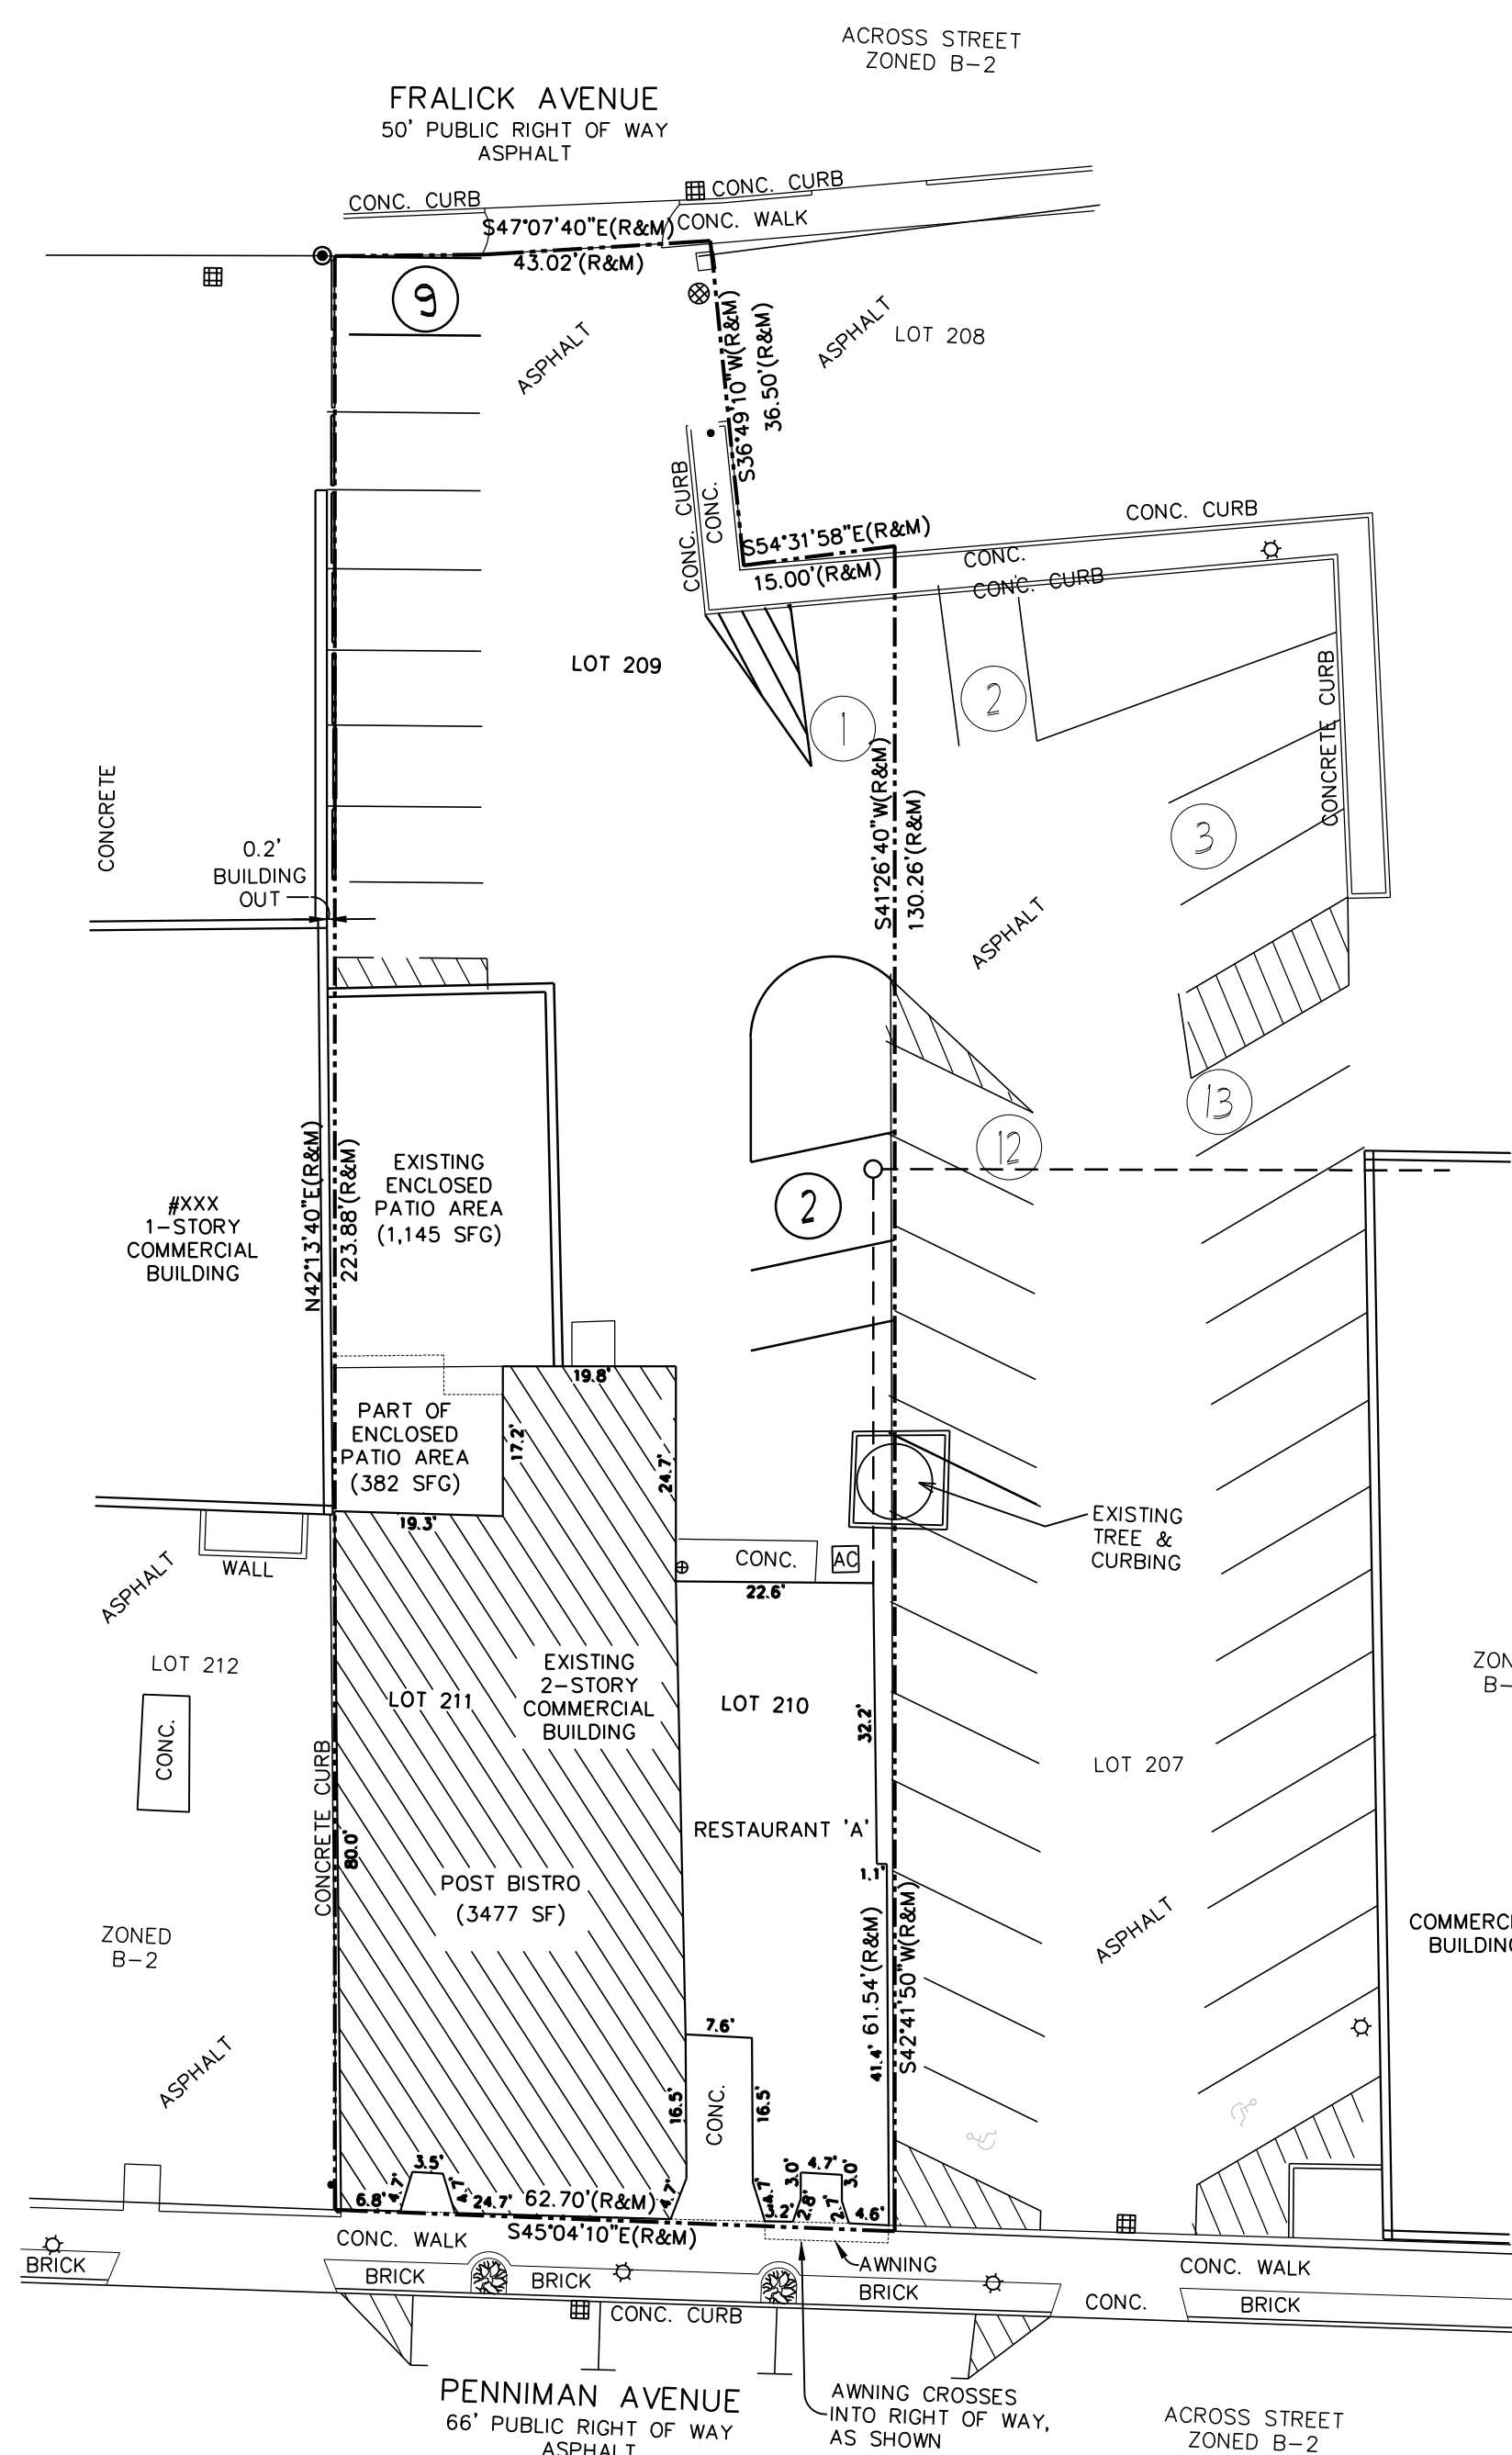 ACROSS STREET
ZONED B-2
FRALICK AVENUE
50' PUBLIC RIGHT OF WAY
ASPHALT
CONC. CURB
CONC. CURB
S47°07'40"E(R&M)
CONC. WALK
43.02'(R&M)
9
ASPHALT
S36°49'10"W(R&M)
36.50'(R&M)
ASPHALT
LOT 208
CONC. CURB
CONC.
S54°31'58"E(R&M)
15.00'(R&M)
CONC. CURB
CONC.
CONC. CURB
CONCRETE CURB
LOT 209
1
2
3
S41°26'40"W(R&M)
130.26'(R&M)
CONCRETE
0.2'
BUILDING
OUT
ASPHALT
13
12
2
N42°13'40"E(R&M)
223.88'(R&M)
EXISTING
ENCLOSED
PATIO AREA
(1,145 SFG)
#XXX
1-STORY
COMMERCIAL
BUILDING
19.8'
PART OF
ENCLOSED
PATIO AREA
(382 SFG)
17.2'
24.7'
19.3'
EXISTING
TREE &
CURBING
CONC.
AC
22.6'
WALL
ASPHALT
LOT 212
CONC.
EXISTING
2-STORY
COMMERCIAL
BUILDING
LOT 211
LOT 210
32.2'
ZON
B-
LOT 207
CONCRETE CURB
80.0'
RESTAURANT 'A'
1.1'
POST BISTRO
(3477 SF)
ZONED
B-2
ASPHALT
61.54'(R&M)
41.4'
S42°41'50"W(R&M)
ASPHALT
COMMERC
BUILDING
7.6'
16.5'
CONC.
16.5'
3.5'
6.8'
4.7'
4.7'
24.7'
62.70'(R&M)
4.7'
4.7'
3.2'
3.0'
4.7'
3.0'
2.8'
2.7'
4.6'
S45°04'10"E(R&M)
CONC. WALK
AWNING
CONC. WALK
BRICK
BRICK
BRICK
BRICK
CONC.
BRICK
CONC. CURB
PENNIMAN AVENUE
66' PUBLIC RIGHT OF WAY
ASPHALT
AWNING CROSSES
INTO RIGHT OF WAY,
AS SHOWN
ACROSS STREET
ZONED B-2